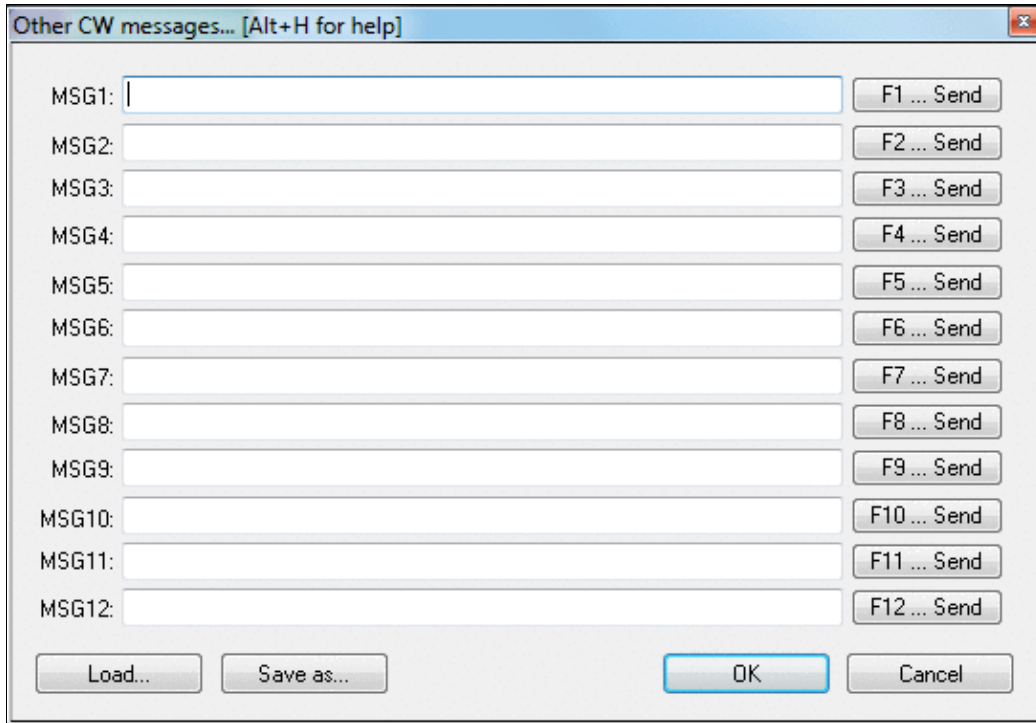 Other CW messages... [Alt+H for help]
MSG1: F1 ... Send
MSG2: F2 ... Send
MSG3: F3 ... Send
MSG4: F4 ... Send
MSG5: F5 ... Send
MSG6: F6 ... Send
MSG7: F7 ... Send
MSG8: F8 ... Send
MSG9: F9 ... Send
MSG10: F10 ... Send
MSG11: F11 ... Send
MSG12: F12 ... Send
Load... Save as... OK Cancel